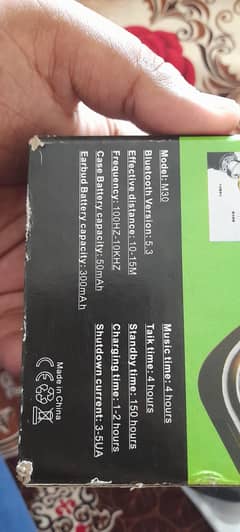 Model: M30
Bluetooth Version: 5.3
Effective distance: 10-15M
Frequency: 100HZ-10KHZ
Case Battery capacity: 50mAh
Earbud Battery capacity: 300mAh
Music time: 4 hours
Talk time: 4 hours
Standby time: 150 hours
Charging time: 1-2 hours
Shutdown current: 3-5UA
Made in China
CE